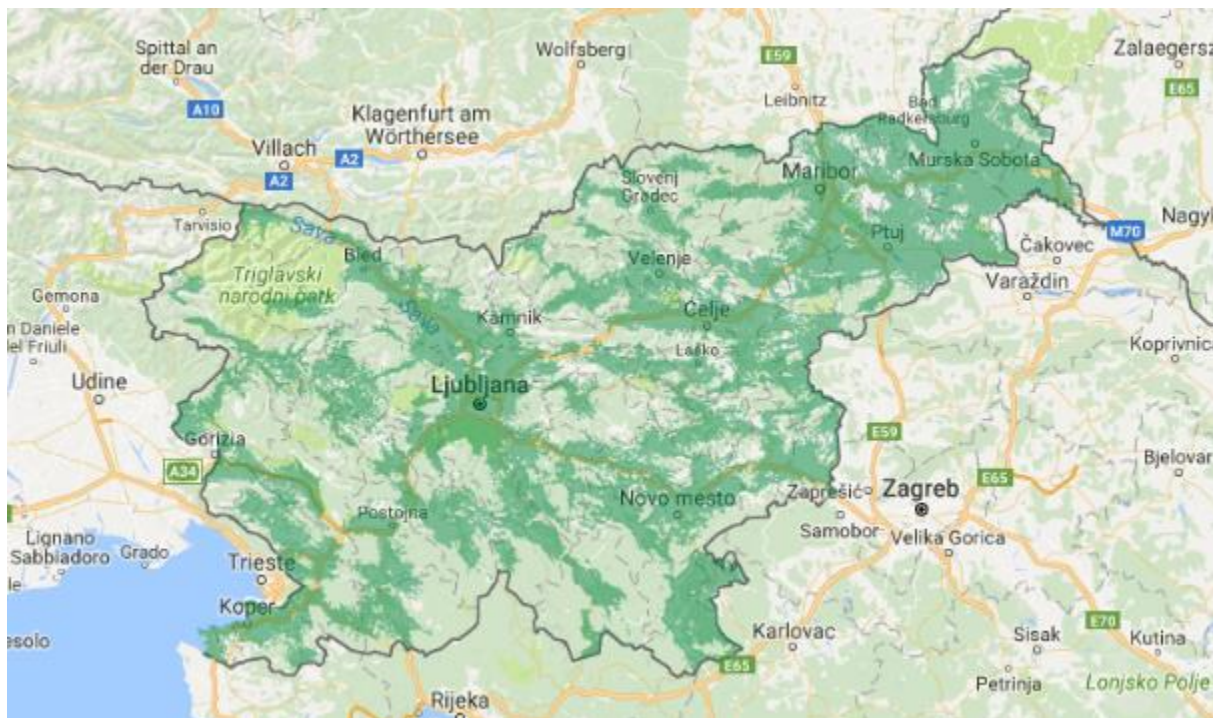 Spittal an
der Drau
Wolfsberg
E59
Zalaegersz
E65
A10
Leibnitz
Klagenfurt am
Wörthersee
Bad
Radkersburg
Villach
A2
A2
Murska Sobota
Maribor
Slovenj
Gradec
Tarvisio
Sava
Nagyk
M70
Bled
Ptuj
Čakovec
Velenje
Varaždin
Triglavski
narodni park
Gemona
Sava
Kamnik
Celje
n Daniele
el Friuli
Laško
Koprivnica
Udine
Ljubljana
Gorizia
E59
A34
Bjelovar
E65
Novo mesto
Zaprešić
Zagreb
Postojna
Samobor
Velika Gorica
Lignano
Sabbiadoro
Grado
Trieste
le
Koper
E70
esolo
Karlovac
Sisak
Kutina
E65
Petrinja
Lonjsko Polje
Rijeka